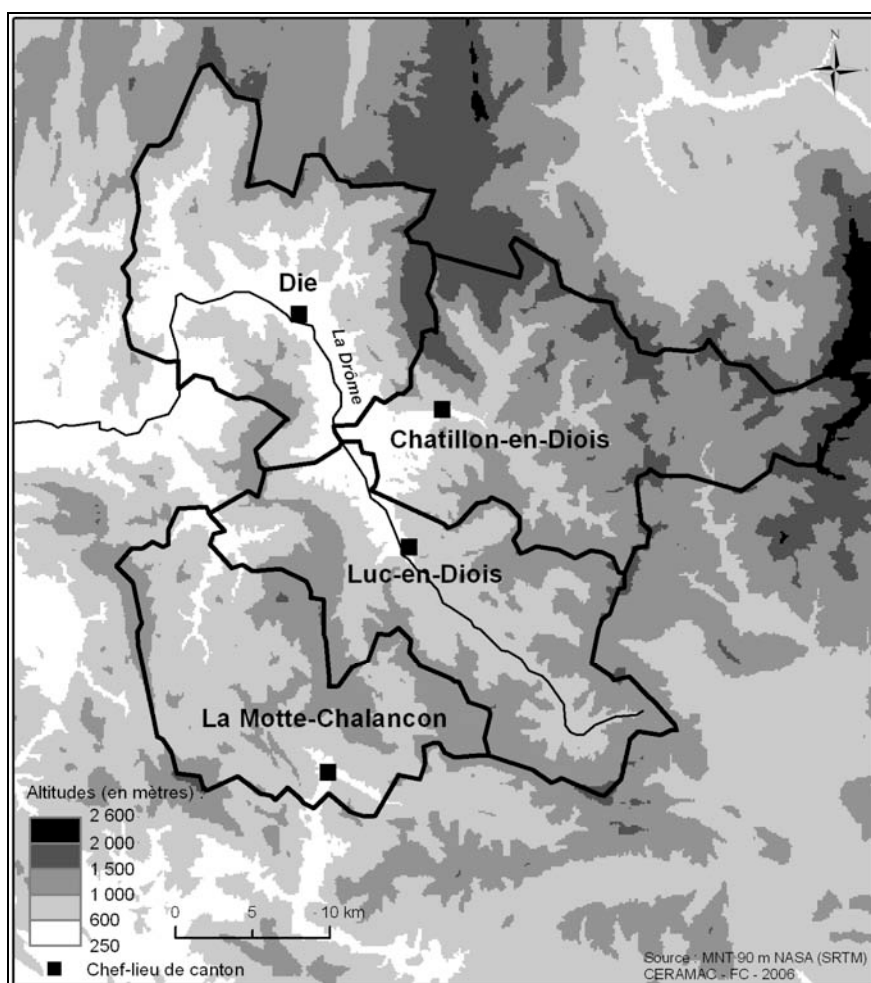 N
Die
La Drôme
Chatillon-en-Diois
Luc-en-Diois
La Motte-Chalancon
Altitudes (en mètres) :
2 600
2 000
1 500
1 000
600
250
0 5 10 km
Chef-lieu de canton
Source : MNT 90 m NASA (SRTM)
CERAMAC - FC - 2006